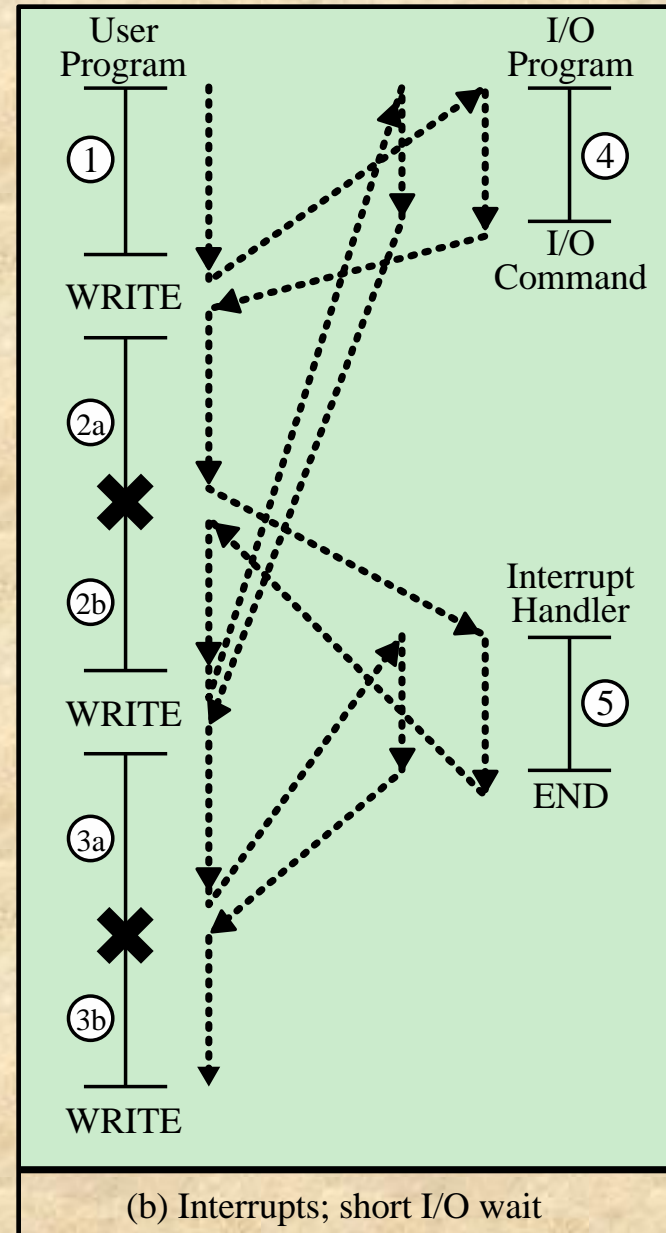 User
Program
1
WRITE
2a
2b
WRITE
3a
3b
WRITE
I/O
Program
4
I/O
Command
Interrupt
Handler
5
END
(b) Interrupts; short I/O wait